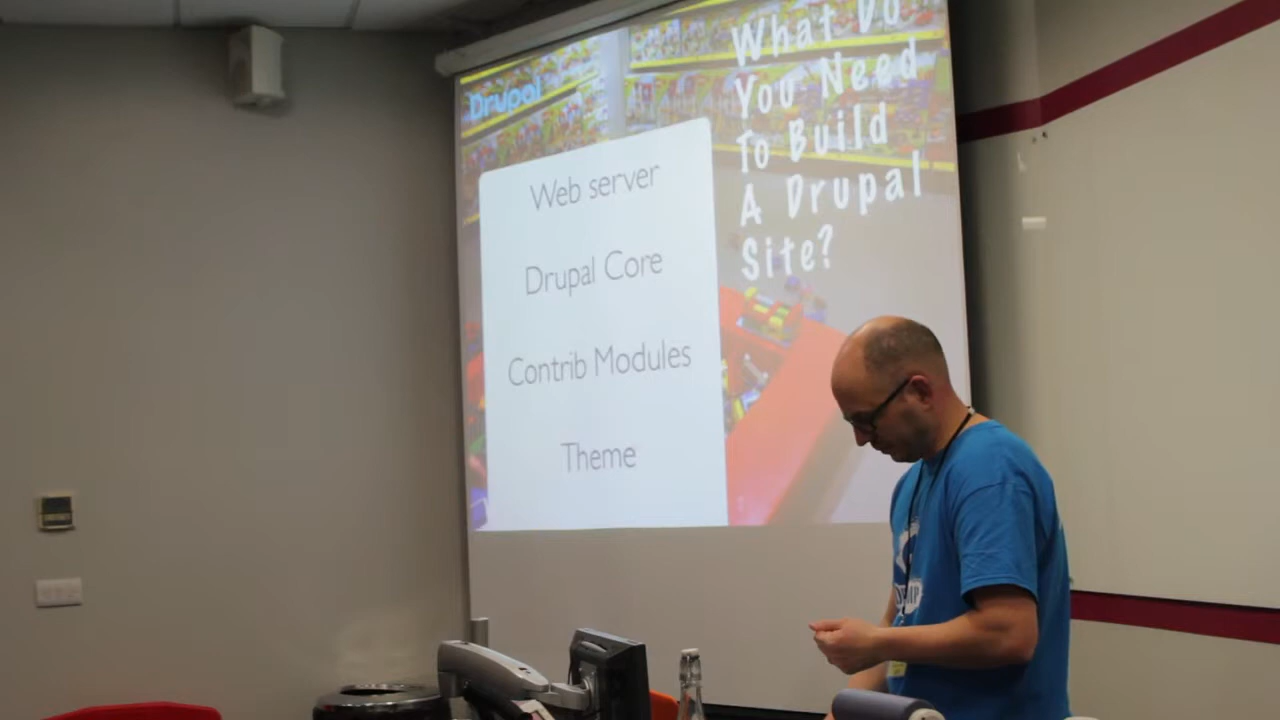 Drupal
What Do
You Need
To Build
A Drupal
Site?
Web server
Drupal Core
Contrib Modules
Theme